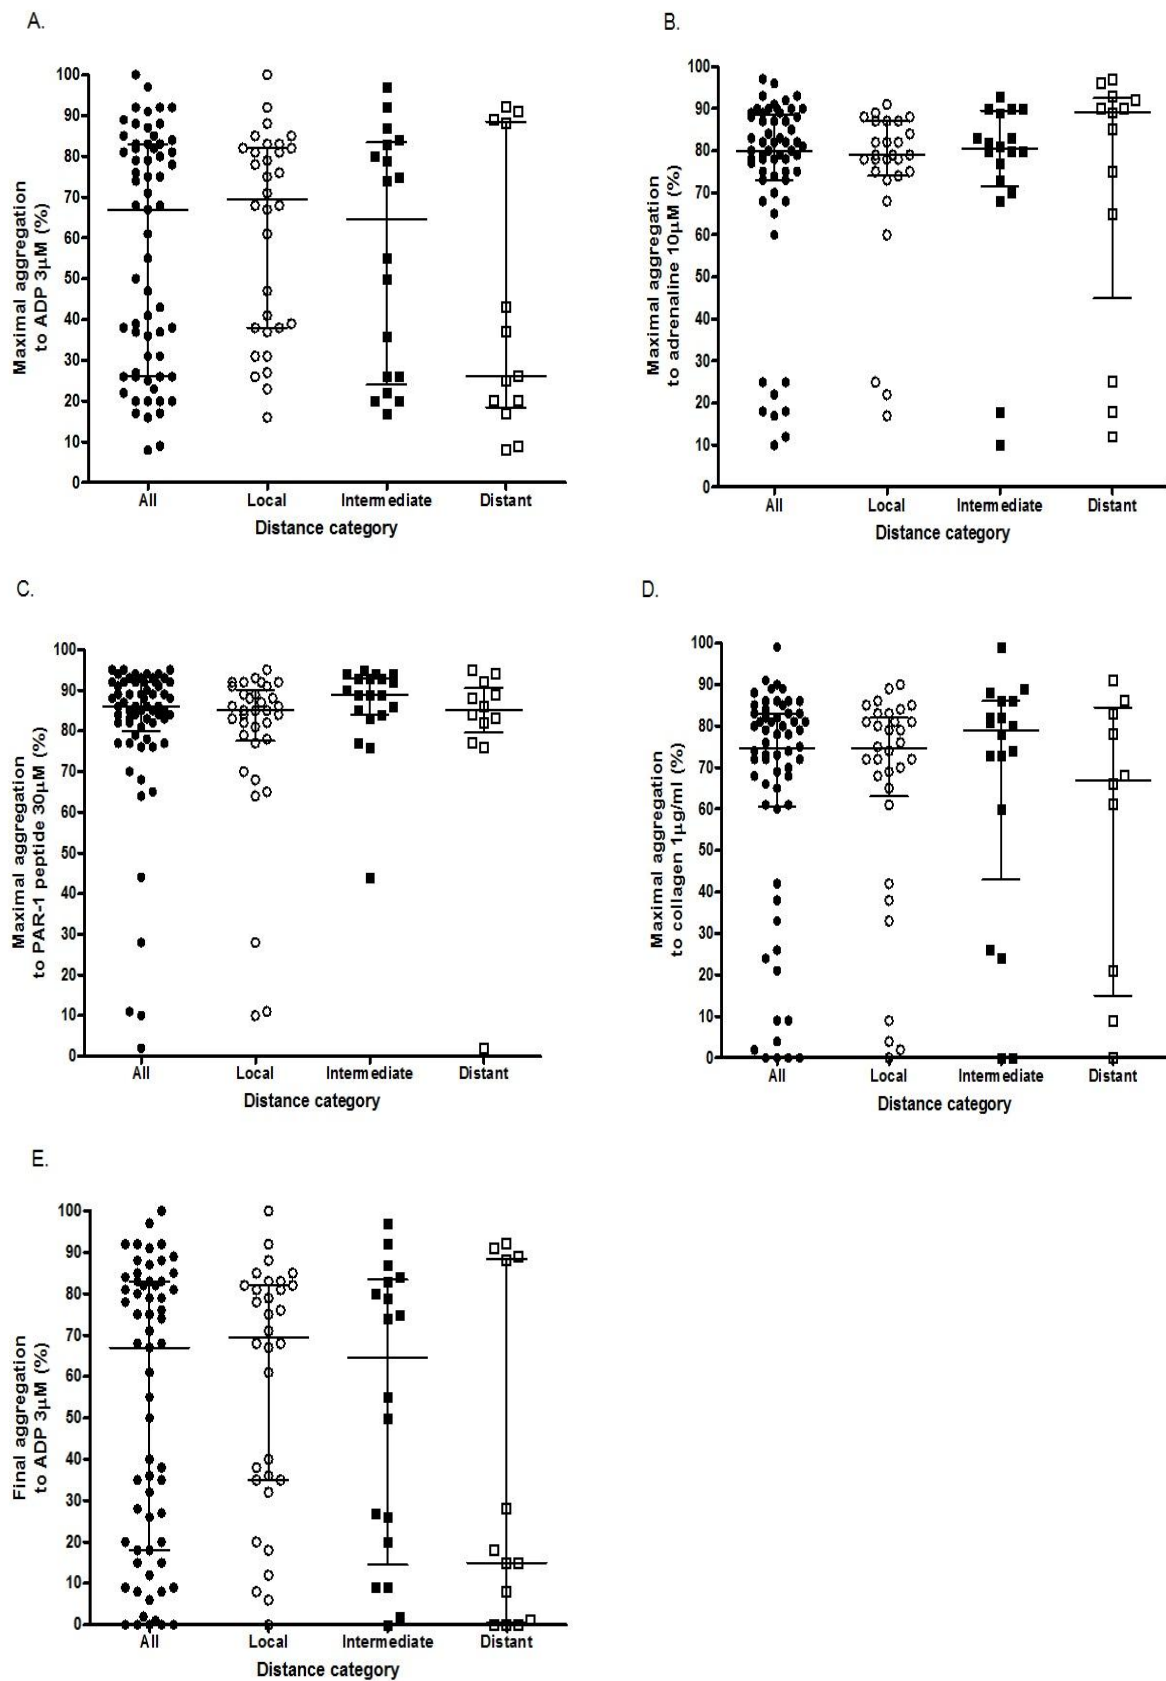 A.
Maximal aggregation
to ADP 3μM (%)
100
90
80
70
60
50
40
30
20
10
0
All Local Intermediate Distant
Distance category
B.
Maximal aggregation
to adrenaline 10μM (%)
100
90
80
70
60
50
40
30
20
10
0
All Local Intermediate Distant
Distance category
C.
Maximal aggregation
to PAR-1 peptide 30μM (%)
100
90
80
70
60
50
40
30
20
10
0
All Local Intermediate Distant
Distance category
D.
Maximal aggregation
to collagen 1μg/ml (%)
100
90
80
70
60
50
40
30
20
10
0
All Local Intermediate Distant
Distance category
E.
Final aggregation
to ADP 3μM (%)
100
90
80
70
60
50
40
30
20
10
0
All Local Intermediate Distant
Distance category